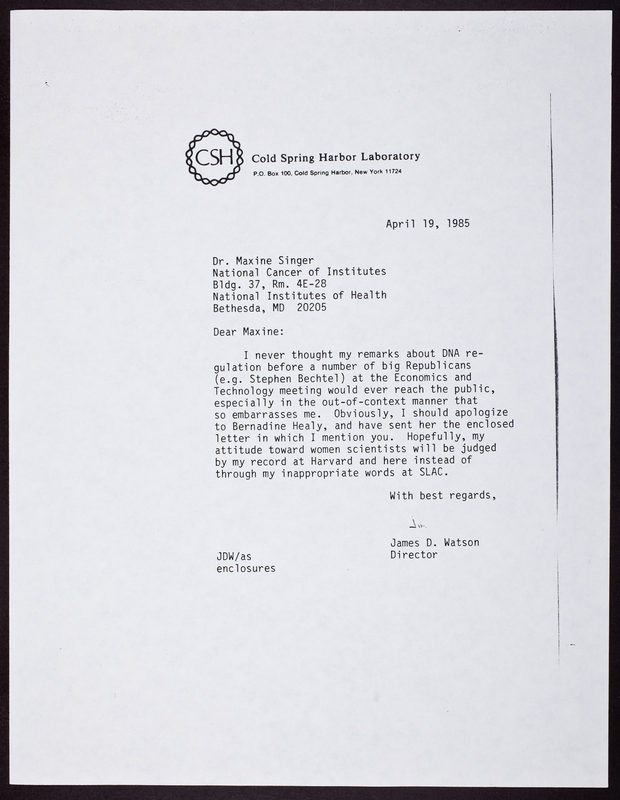 CSH
Cold Spring Harbor Laboratory
P.O. Box 100, Cold Spring Harbor, New York 11724
April 19, 1985
Dr. Maxine Singer
National Cancer of Institutes
Bldg. 37, Rm. 4E-28
National Institutes of Health
Bethesda, MD 20205
Dear Maxine:
I never thought my remarks about DNA re-
gulation before a number of big Republicans
(e.g. Stephen Bechtel) at the Economics and
Technology meeting would ever reach the public,
especially in the out-of-context manner that
so embarrasses me. Obviously, I should apologize
to Bernadine Healy, and have sent her the enclosed
letter in which I mention you. Hopefully, my
attitude toward women scientists will be judged
by my record at Harvard and here instead of
through my inappropriate words at SLAC.
With best regards,
James D. Watson
Director
JDW/as
enclosures